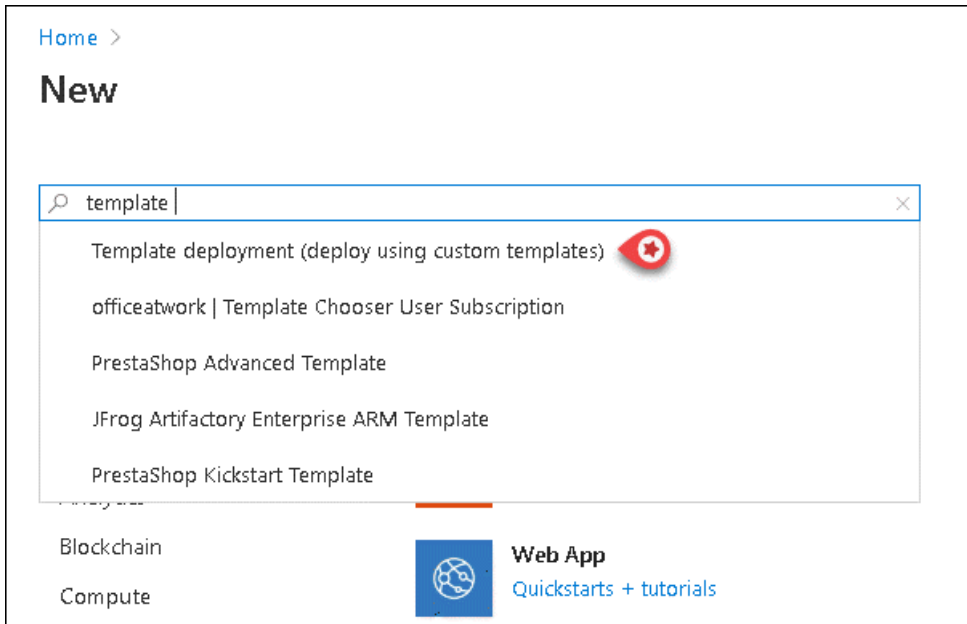 Home >
New
template
Template deployment (deploy using custom templates)
officeatwork | Template Chooser User Subscription
PrestaShop Advanced Template
JFrog Artifactory Enterprise ARM Template
PrestaShop Kickstart Template
Blockchain
Web App
Quickstarts + tutorials
Compute